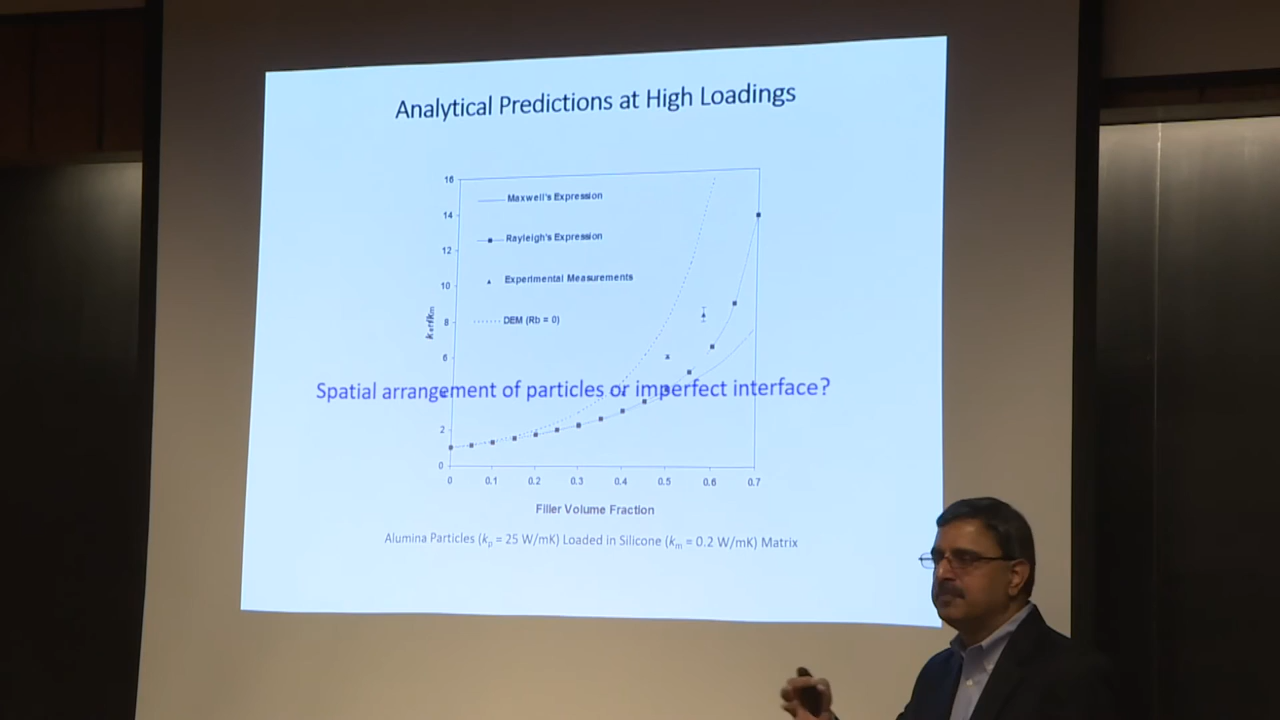 Analytical Predictions at High Loadings
16
Maxwell's Expression
14
Rayleigh's Expression
12
Experimental Measurements
10
keff/km
8
DEM (Rb = 0)
6
Spatial arrangement of particles or imperfect interface?
2
0
0 0.1 0.2 0.3 0.4 0.5 0.6 0.7
Filler Volume Fraction
Alumina Particles (kp = 25 W/mK) Loaded in Silicone (km = 0.2 W/mK) Matrix